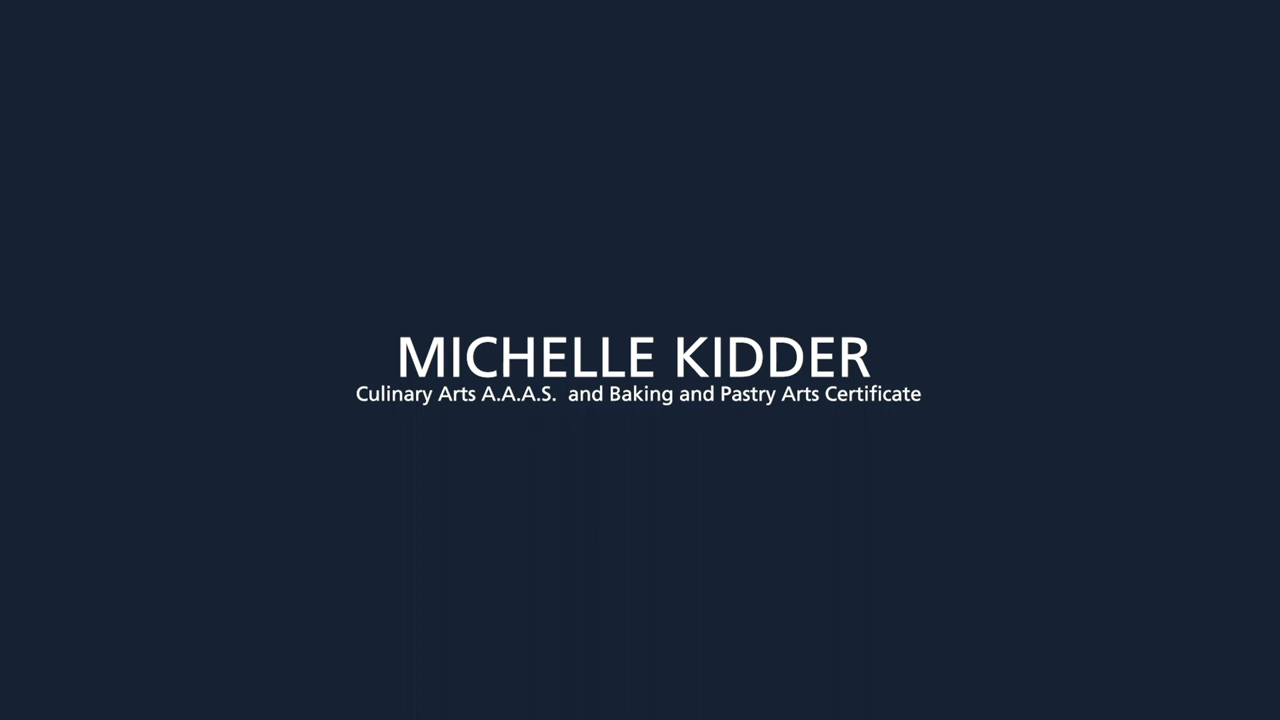 MICHELLE KIDDER
Culinary Arts A.A.A.S.  and Baking and Pastry Arts Certificate